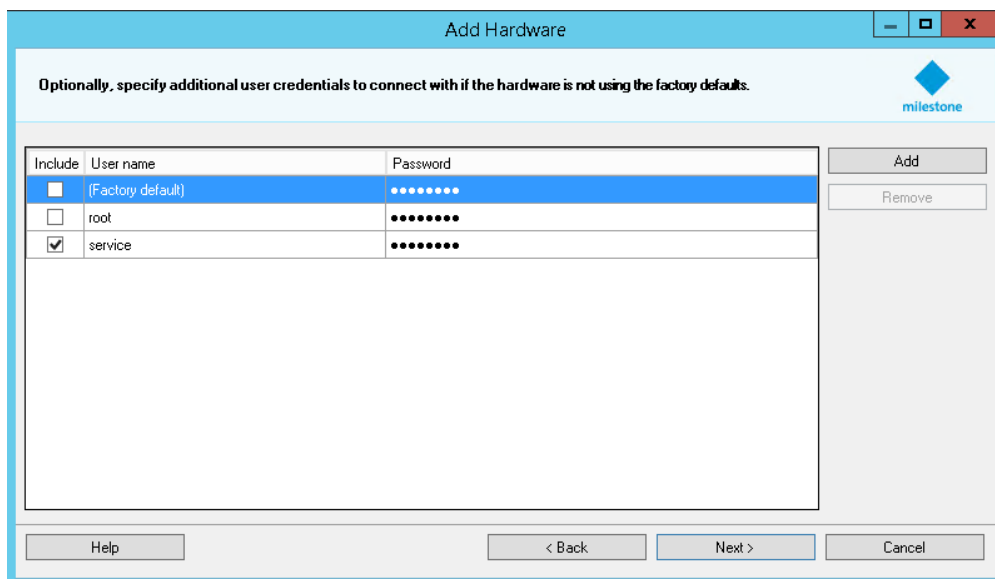 Add Hardware
Optionally, specify additional user credentials to connect with if the hardware is not using the factory defaults.
milestone
Include User name Password
(Factory default) ●●●●●●●●
root ●●●●●●●●
service ●●●●●●●●
Add
Remove
Help < Back Next > Cancel